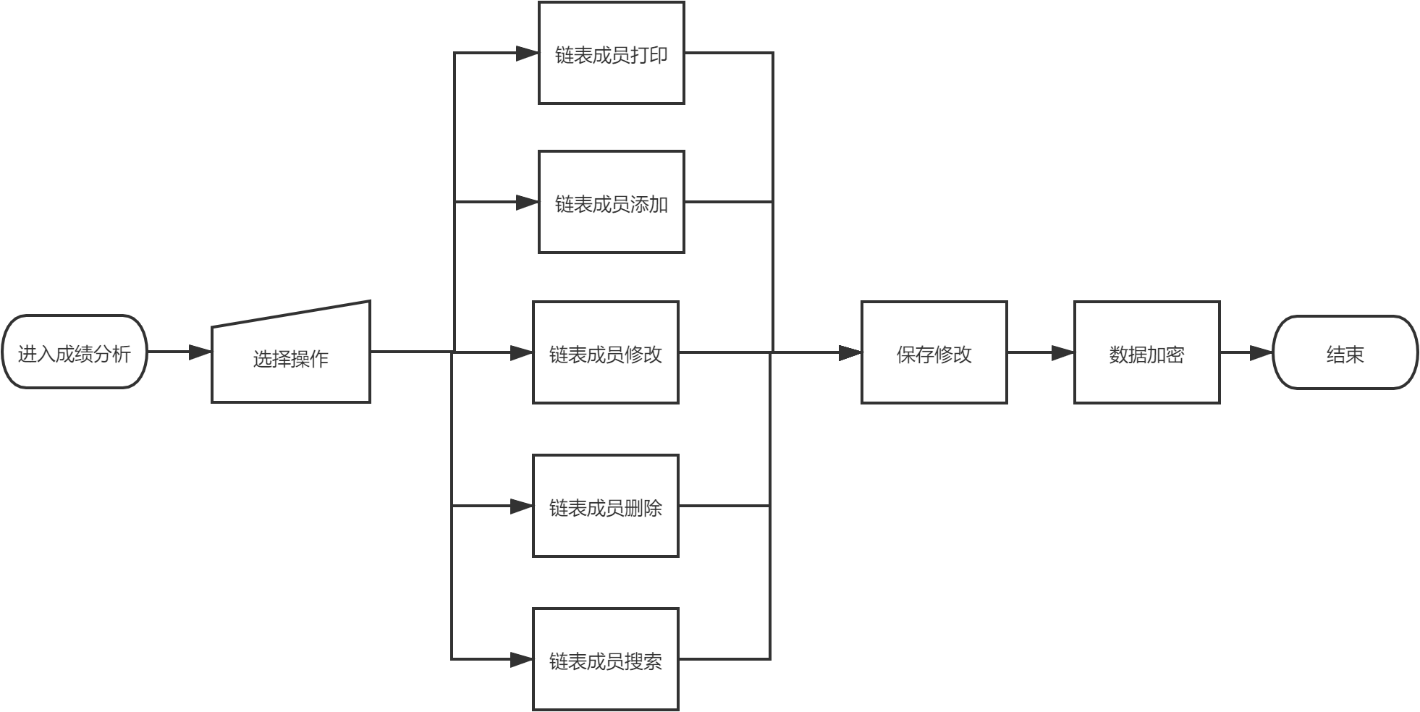 进入成绩分析
选择操作
链表成员打印
链表成员添加
链表成员修改
链表成员删除
链表成员搜索
保存修改
数据加密
结束